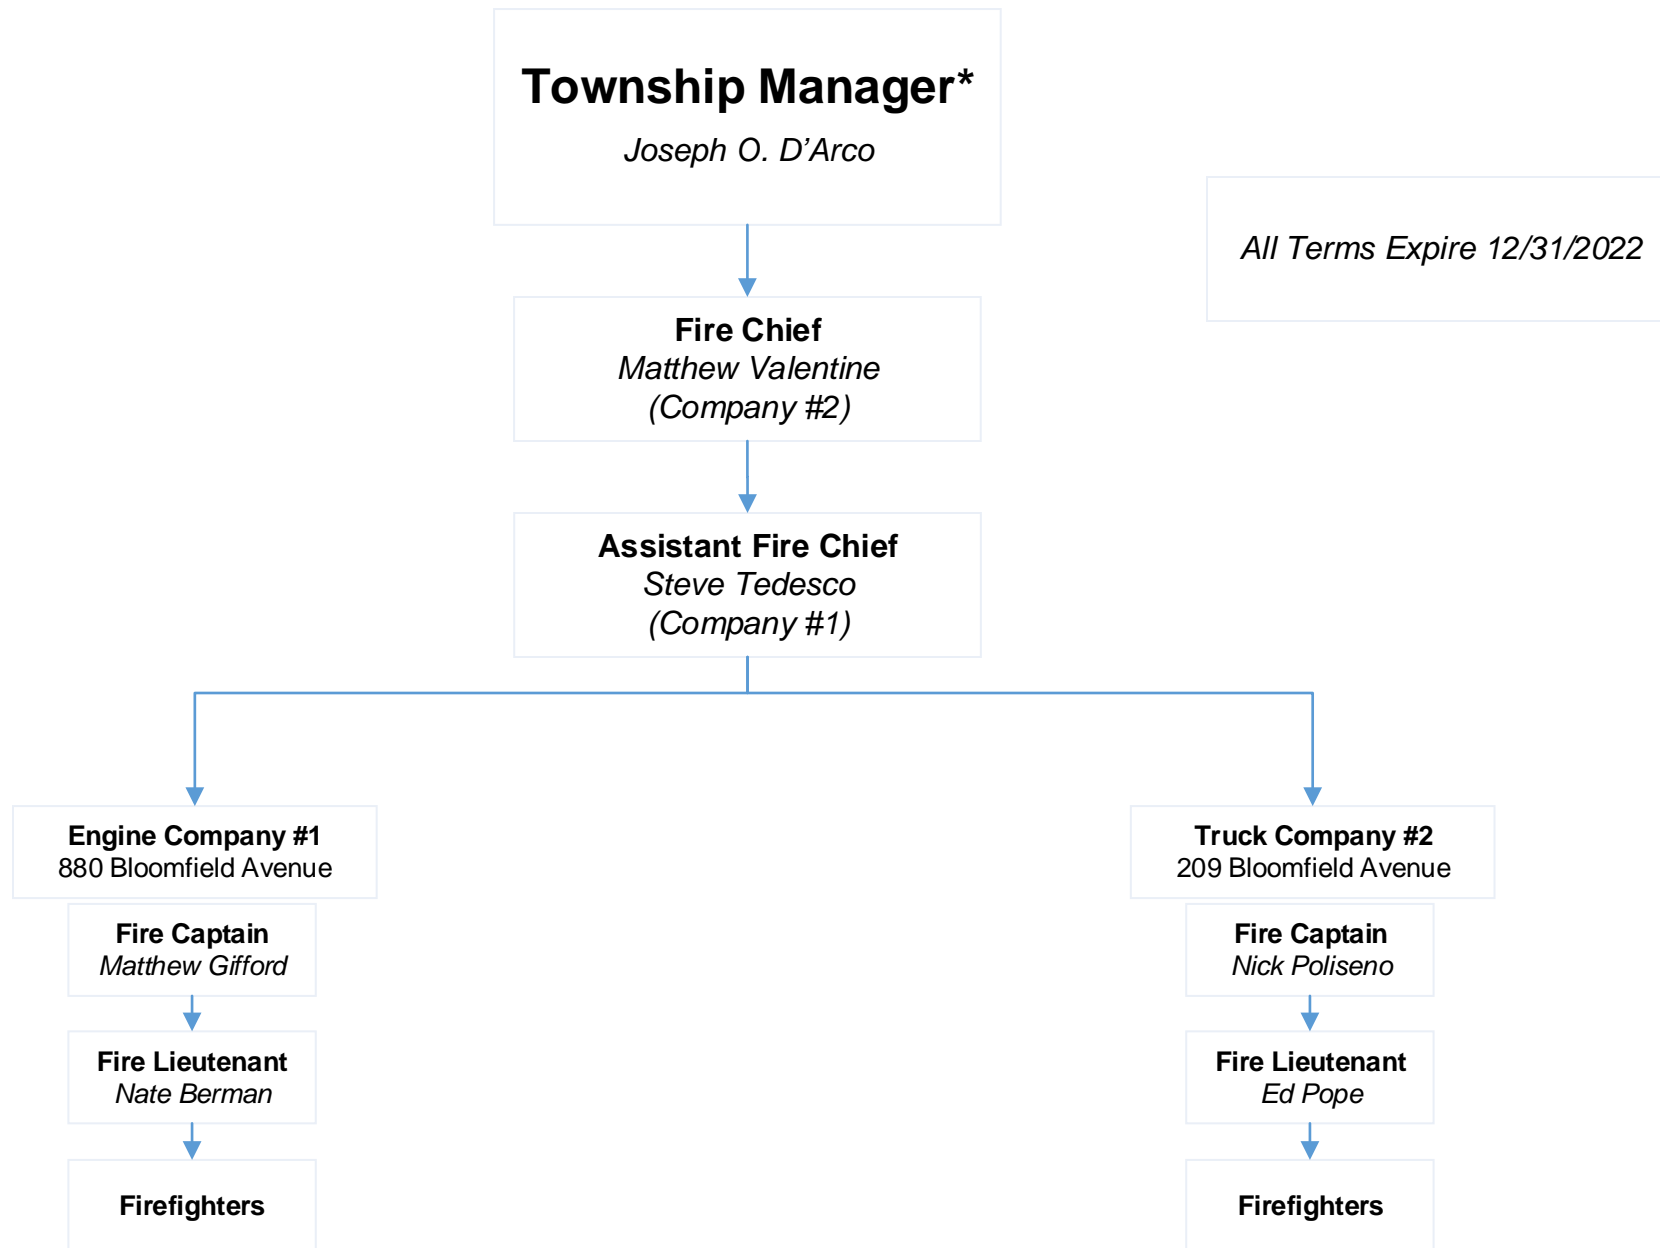 Township Manager*
Joseph O. D’Arco
All Terms Expire 12/31/2022
Fire Chief
Matthew Valentine
(Company #2)
Assistant Fire Chief
Steve Tedesco
(Company #1)
Engine Company #1
880 Bloomfield Avenue
Fire Captain
Matthew Gifford
Fire Lieutenant
Nate Berman
Firefighters
Truck Company #2
209 Bloomfield Avenue
Fire Captain
Nick Poliseno
Fire Lieutenant
Ed Pope
Firefighters